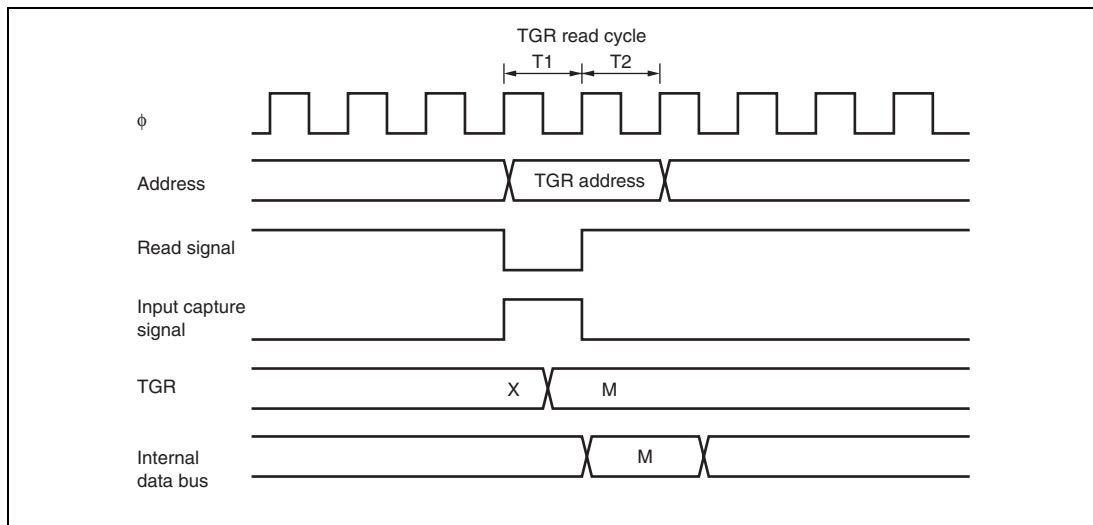 TGR read cycle
T1 T2
ϕ
Address
TGR address
Read signal
Input capture
signal
TGR
X M
Internal
data bus
M